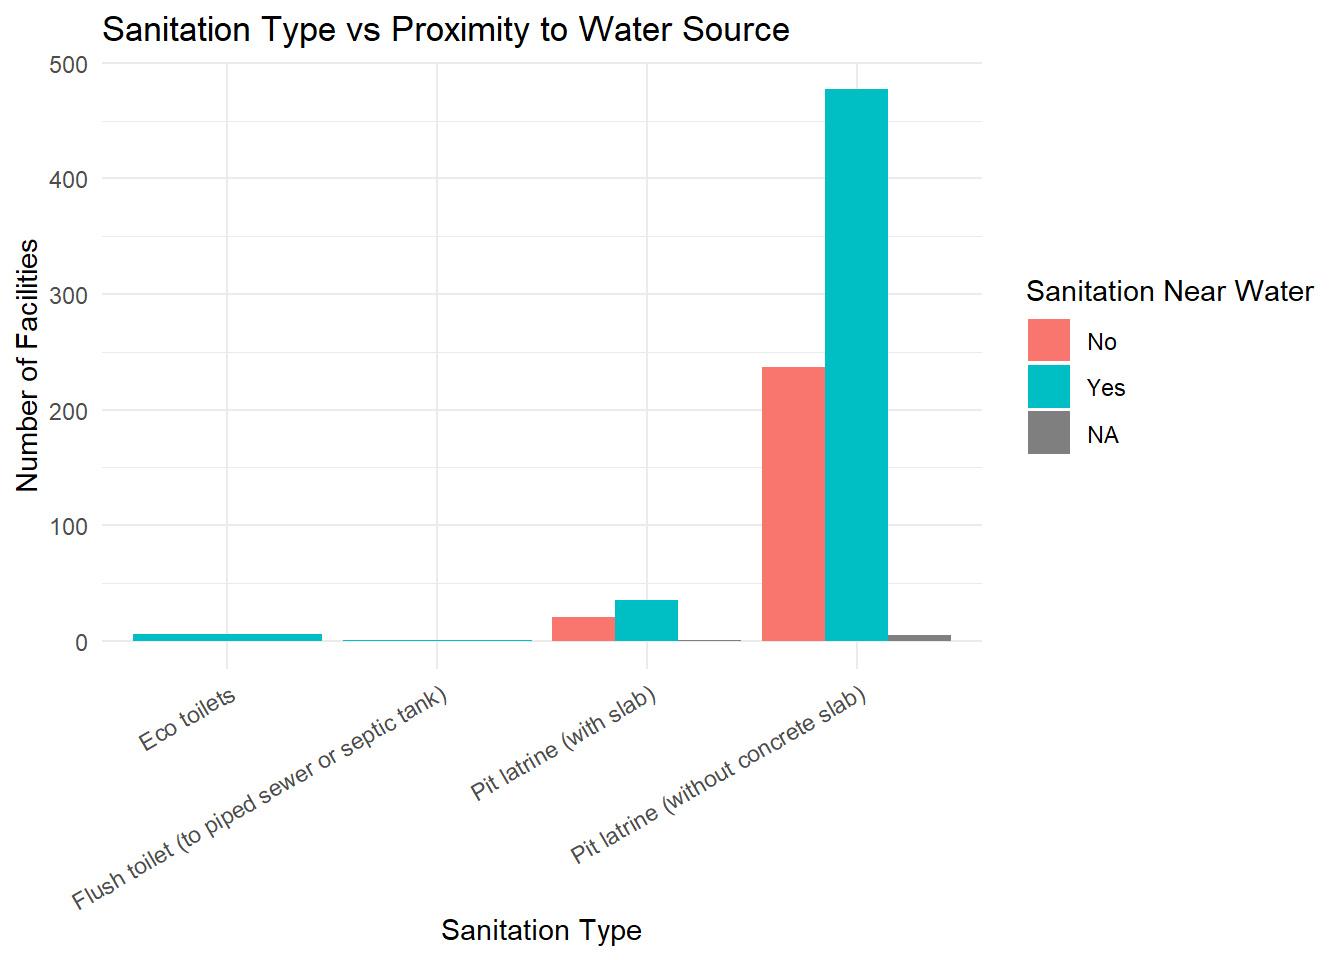 Sanitation Type vs Proximity to Water Source
Number of Facilities
500
400
300
200
100
0
Eco toilets
Flush toilet (to piped sewer or septic tank)
Pit latrine (with slab)
Pit latrine (without concrete slab)
Sanitation Type
Sanitation Near Water
No
Yes
NA